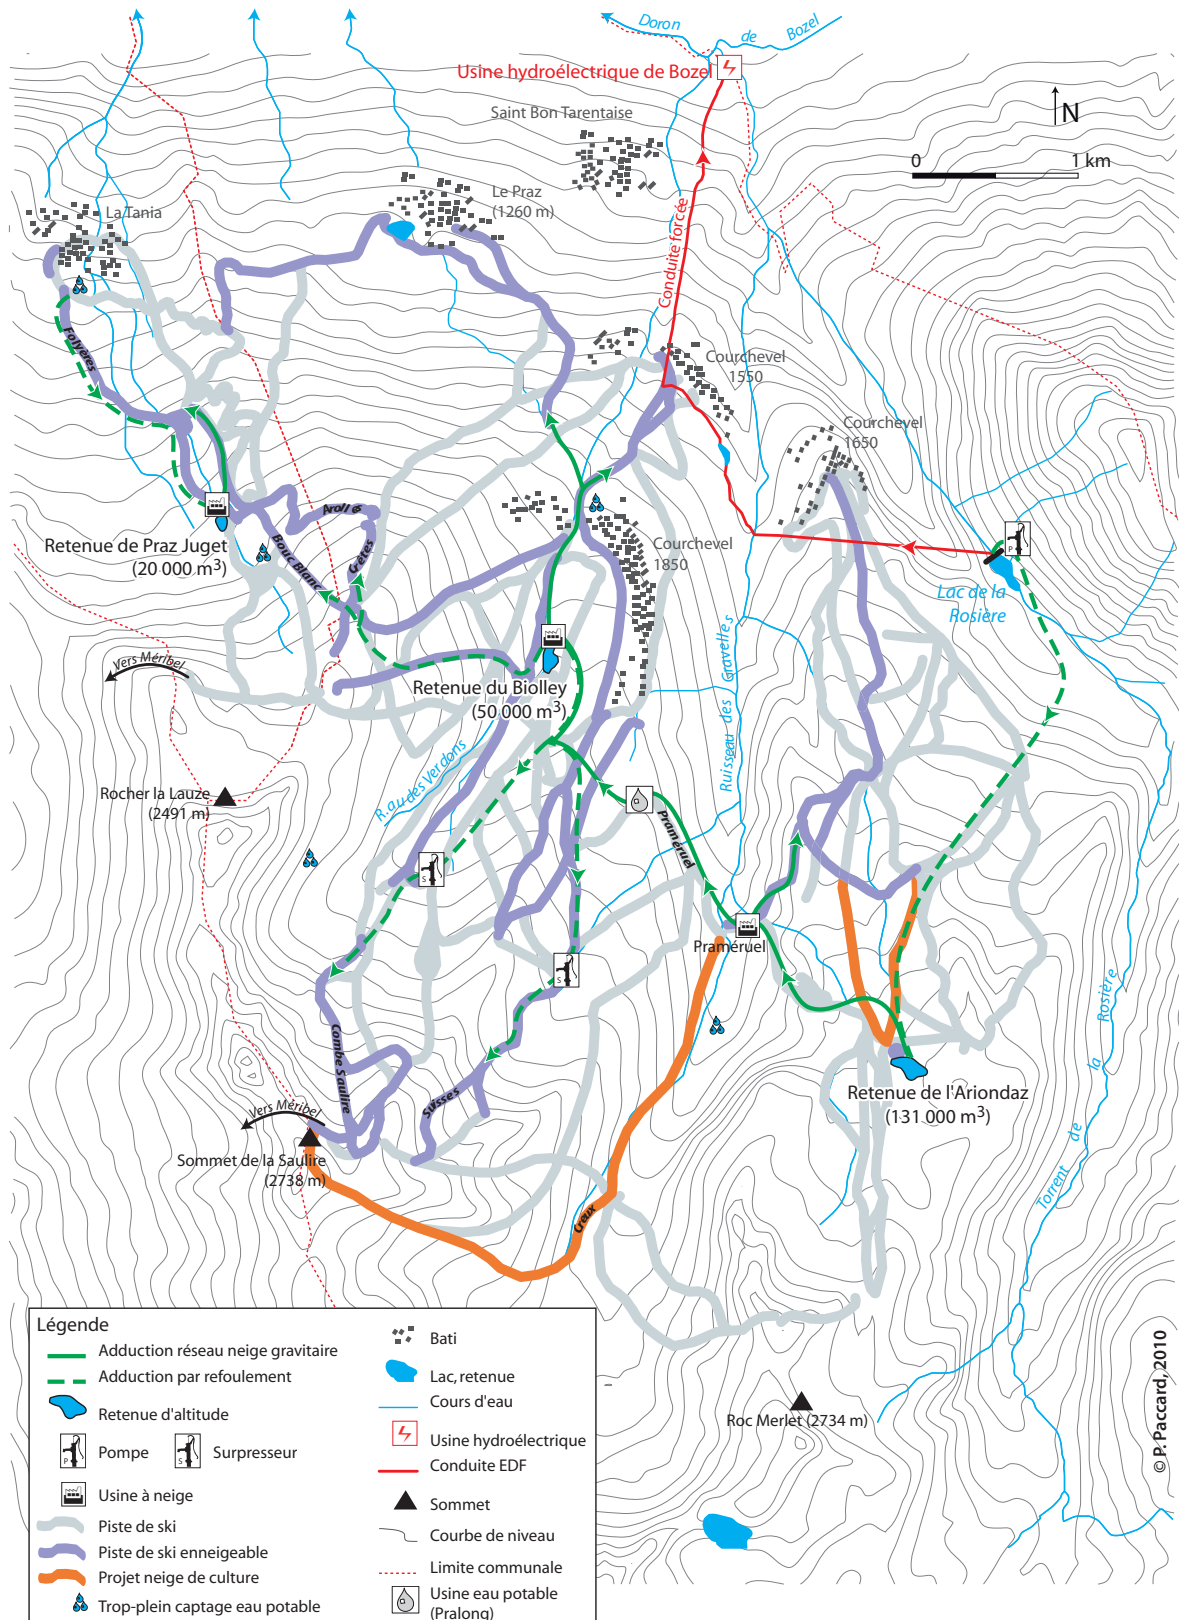 Doron de Bozel
Usine hydroélectrique de Bozel
Saint Bon Tarentaise
N
0 1 km
Le Praz
(1260 m)
La Tania
Conduite forcée
Folyères
Courchevel
1550
Courchevel
1650
Retenue de Praz Juget
(20 000 m³)
Arolles
Bouc Blanc
Gêtes
Courchevel
1850
Lac de la
Rosière
Vers Méribel
Retenue du Biolley
(50 000 m³)
Ruisseau des Gravelles
R.au des Verdons
Rocher la Lauze
(2491 m)
P
S
Praméruel
Praméruel
S
Torrent de la Rosière
Combe Saulire
Suisses
Retenue de l'Ariondaz
(131 000 m³)
Vers Méribel
Sommet de la Saulire
(2738 m)
Creux
Roc Merlet (2734 m)
© P. Paccard, 2010
Légende
Adduction réseau neige gravitaire
Adduction par refoulement
Retenue d'altitude
P Pompe
S Surpresseur
Usine à neige
Piste de ski
Piste de ski enneigeable
Projet neige de culture
Trop-plein captage eau potable
Bati
Lac, retenue
Cours d'eau
Usine hydroélectrique
Conduite EDF
Sommet
Courbe de niveau
Limite communale
Usine eau potable
(Pralong)